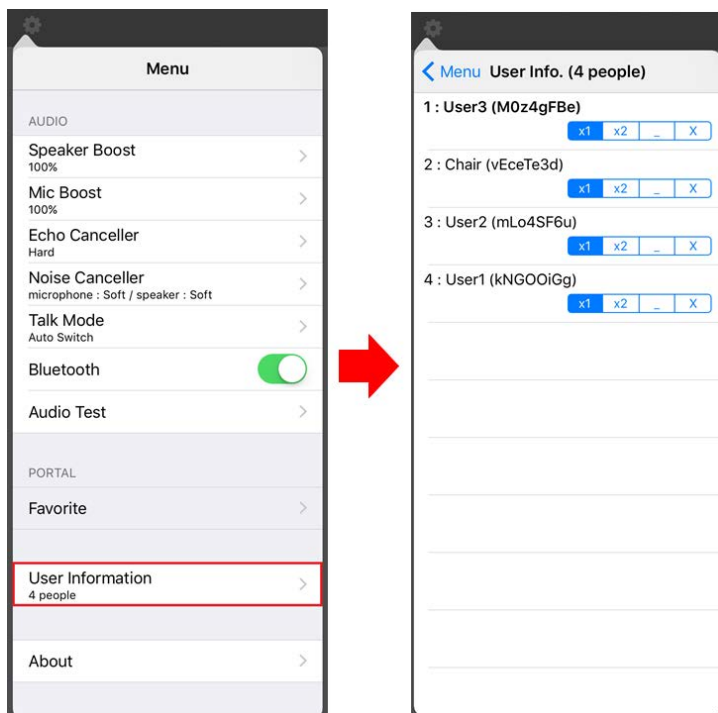 Menu
AUDIO
Speaker Boost
100%
Mic Boost
100%
Echo Canceller
Hard
Noise Canceller
microphone : Soft / speaker : Soft
Talk Mode
Auto Switch
Bluetooth
Audio Test
PORTAL
Favorite
User Information
4 people
About
Menu User Info. (4 people)
1 : User3 (M0z4gFBe)
x1 x2 _ X
2 : Chair (vEceTe3d)
x1 x2 _ X
3 : User2 (mLo4SF6u)
x1 x2 _ X
4 : User1 (kNGOOiGg)
x1 x2 _ X